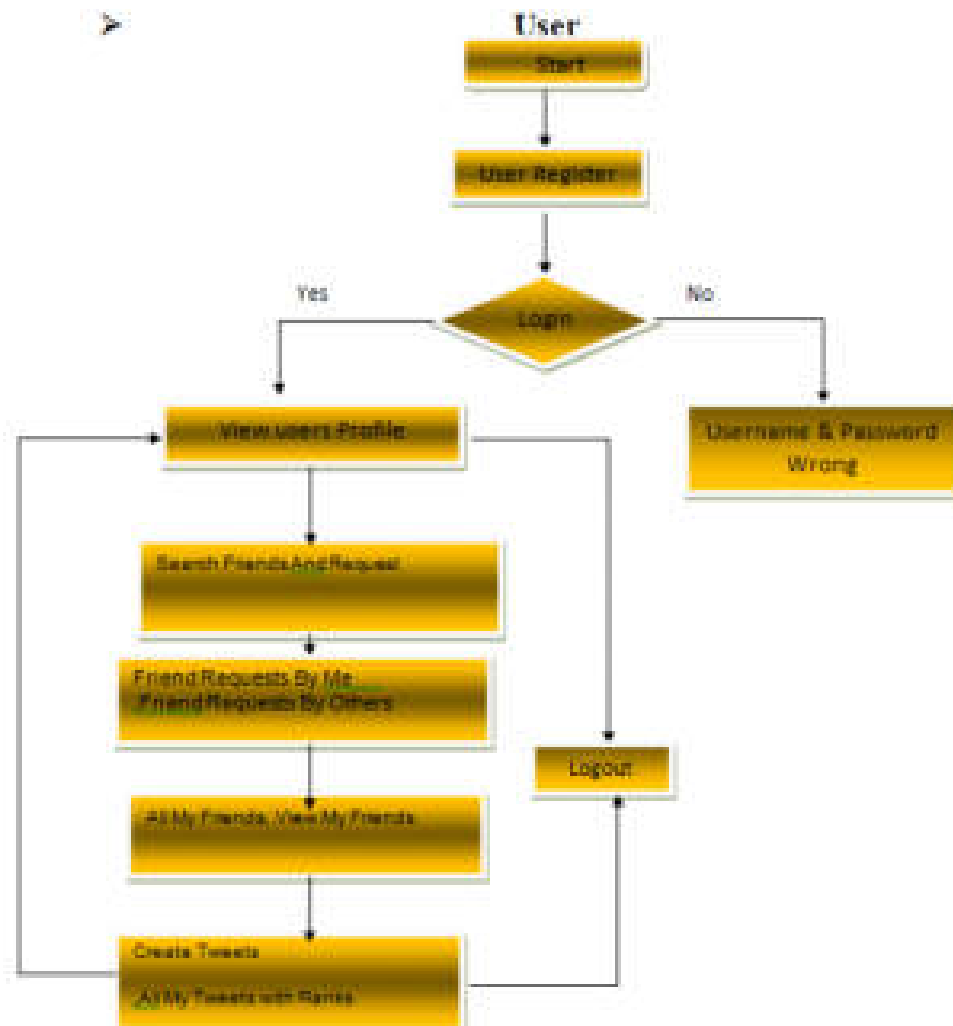 User
Start
User Register
Yes
No
Login
View users Profile
Username & Password
Wrong
Search Friends And Request
Friend Requests By Me
Friend Requests By Others
Logout
All My Friends, View My Friends
Create Tweets
All My Tweets with Ranks